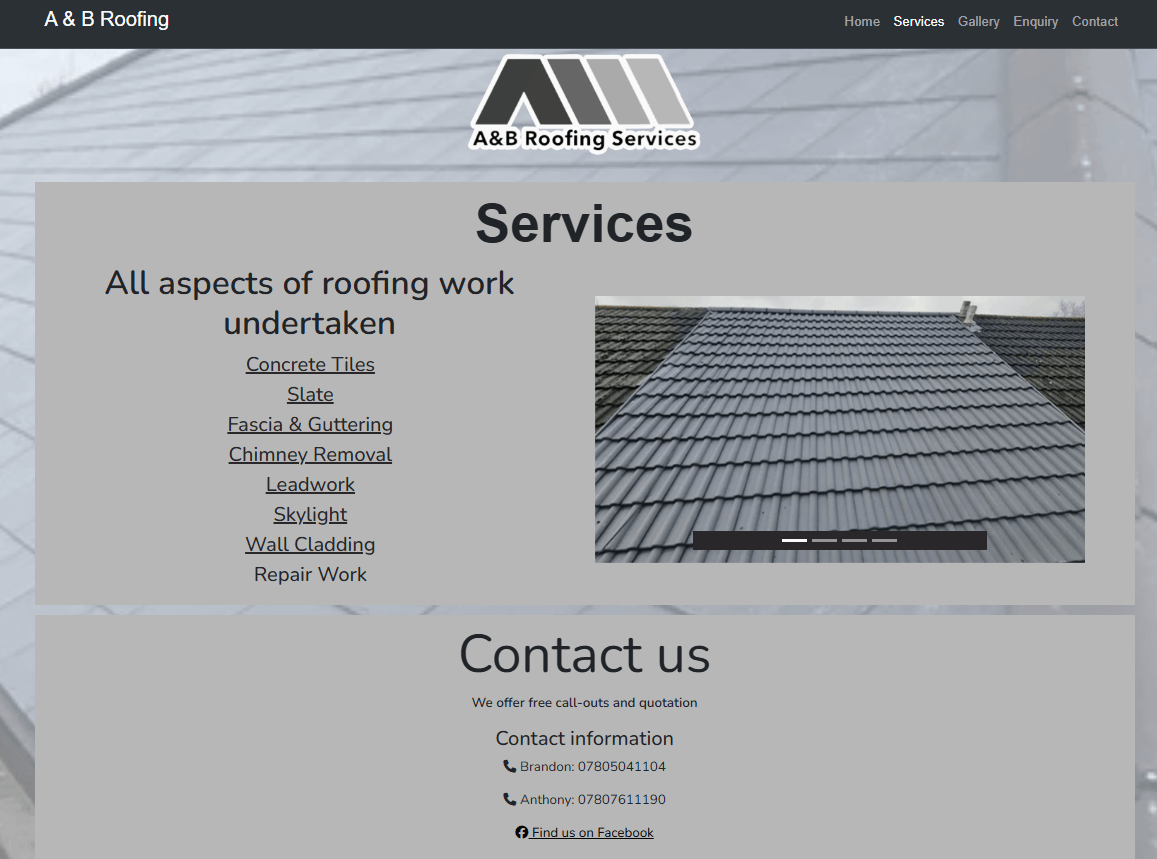 A & B Roofing
Home Services Gallery Enquiry Contact
A&B Roofing Services
Services
All aspects of roofing work
undertaken
Concrete Tiles
Slate
Fascia & Guttering
Chimney Removal
Leadwork
Skylight
Wall Cladding
Repair Work
Contact us
We offer free call-outs and quotation
Contact information
Brandon: 07805041104
Anthony: 07807611190
Find us on Facebook